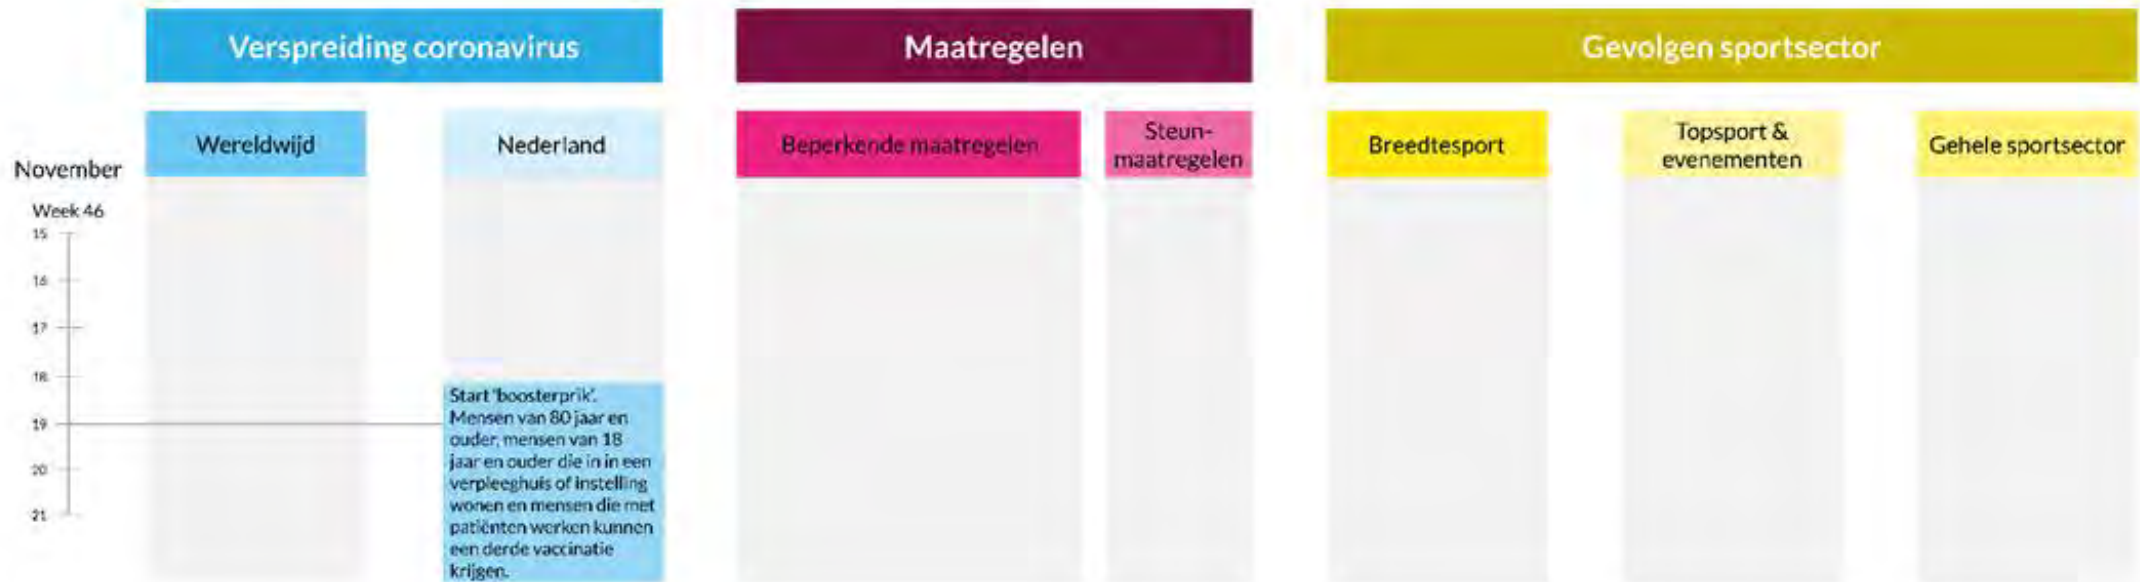 Verspreiding coronavirus
Maatregelen
Gevolgen sportsector
Wereldwijd
Nederland
Beperkende maatregelen
Steun-
maatregelen
Breedtesport
Topsport &
evenementen
Gehele sportsector
November
Week 46
15
16
17
18
19
20
21
Start 'boosterprik'.
Mensen van 80 jaar en
ouder, mensen van 18
jaar en ouder die in in een
verpleeghuis of instelling
wonen en mensen die met
patiënten werken kunnen
een derde vaccinatie
krijgen.